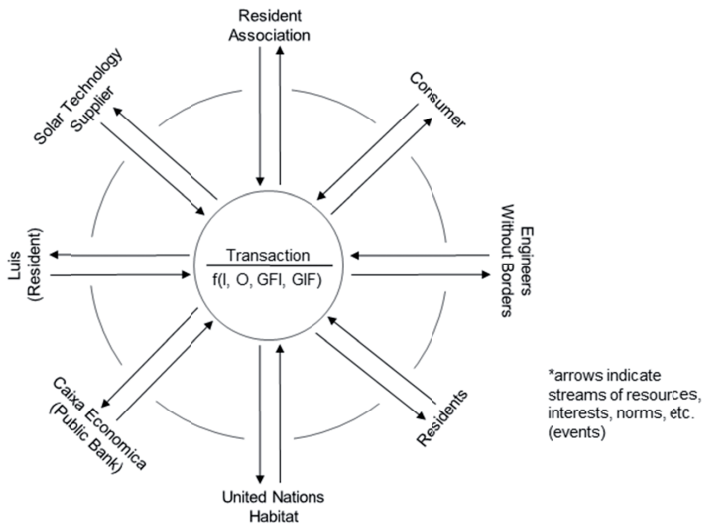 Resident
Association
Solar Technology
Supplier
Consumer
Luis
(Resident)
Transaction
f(I, O, GFI, GIF)
Engineers
Without Borders
Caixa Economica
(Public Bank)
Residents
United Nations
Habitat
*arrows indicate
streams of resources,
interests, norms, etc.
(events)